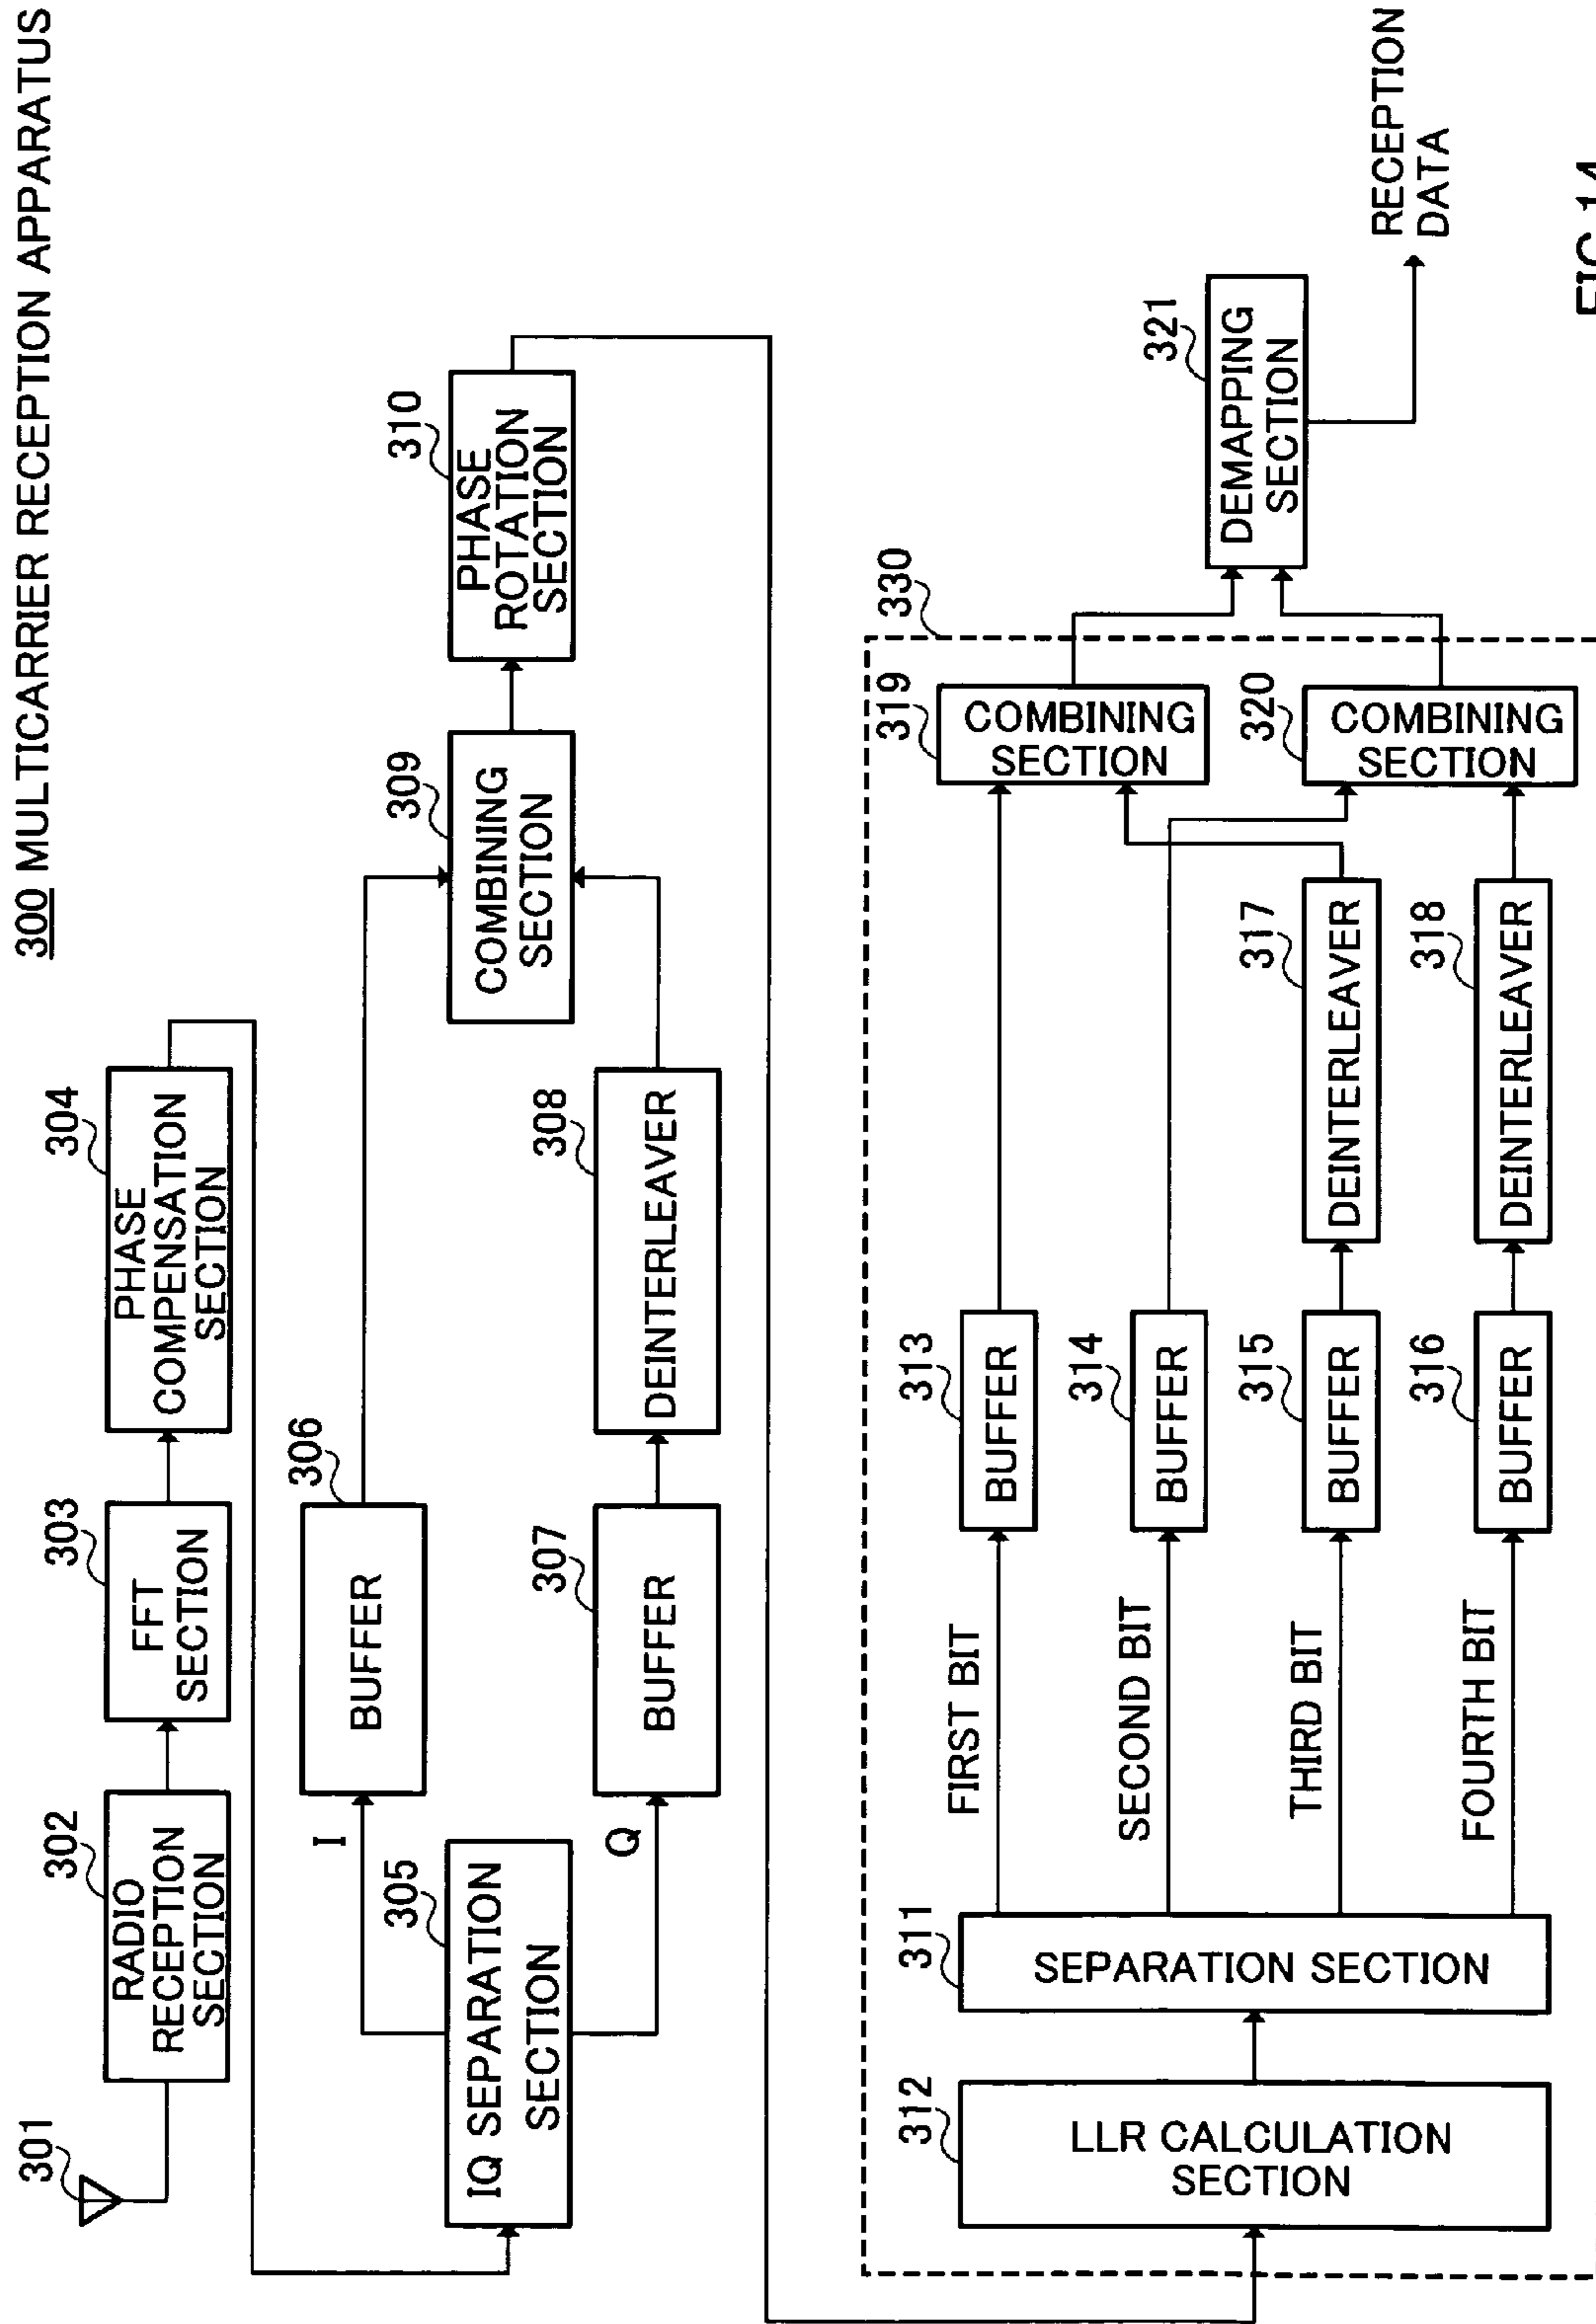 300 MULTICARRIER RECEPTION APPARATUS
301
302
RADIO
RECEPTION
SECTION
303
FFT
SECTION
304
PHASE
COMPENSATION
SECTION
305
IQ SEPARATION
SECTION
I
Q
306
BUFFER
307
BUFFER
308
DEINTERLEAVER
309
COMBINING
SECTION
310
PHASE
ROTATION
SECTION
312
LLR CALCULATION
SECTION
311
SEPARATION SECTION
FIRST BIT
SECOND BIT
THIRD BIT
FOURTH BIT
313
BUFFER
314
BUFFER
315
BUFFER
316
BUFFER
317
DEINTERLEAVER
318
DEINTERLEAVER
319
COMBINING
SECTION
320
COMBINING
SECTION
330
321
DEMAPPING
SECTION
RECEPTION
DATA
FIG.14